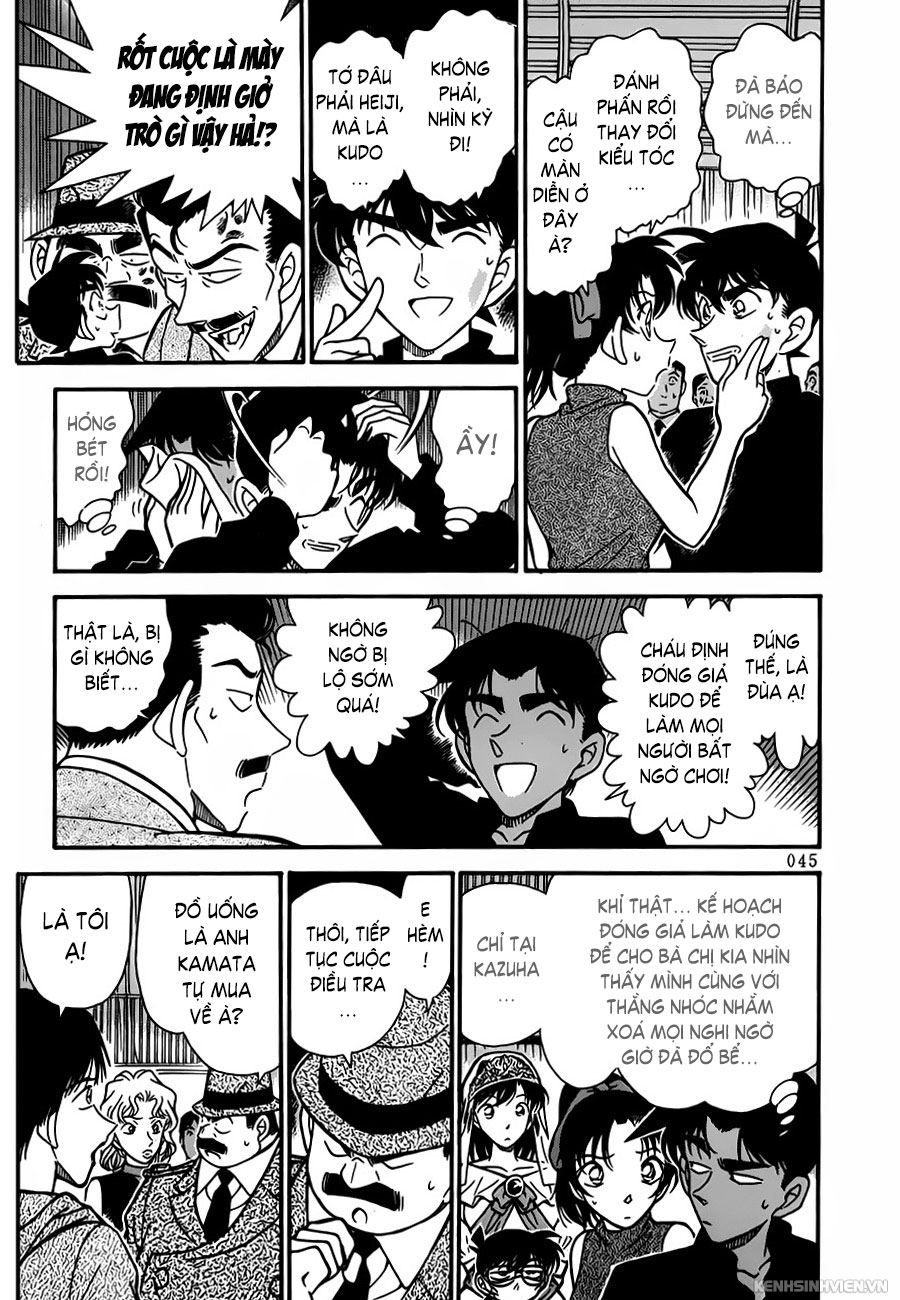 ĐÃ BẢO
ĐỪNG ĐẾN
MÀ...
ĐÁNH
PHẤN RỒI
THAY ĐỔI
KIỂU TÓC
...
CẬU
CÓ
MÀN
DIỄN Ở
ĐÂY
À?
KHÔNG
PHẢI,
NHÌN KỸ
ĐI!
TỚ ĐÂU
PHẢI HEIJI,
MÀ LÀ
KUDO
...
RỐT CUỘC LÀ MÀY
ĐANG ĐỊNH GIỞ
TRÒ GÌ VẬY HẢ!?
ẦY!
HỎNG
BÉT
RỒI!
ĐÚNG
THẾ, LÀ
ĐÙA Ạ!
CHÁU ĐỊNH
ĐÓNG GIẢ
KUDO ĐỂ
LÀM MỌI
NGƯỜI BẤT
NGỜ CHƠI!
KHÔNG
NGỜ BỊ
LỘ SỚM
QUÁ!
THẬT LÀ, BỊ
GÌ KHÔNG
BIẾT...
045
KHỈ THẬT... KẾ HOẠCH
ĐÓNG GIẢ LÀM KUDO
ĐỂ CHO BÀ CHỊ KIA NHÌN
THẤY MÌNH CÙNG VỚI
THẰNG NHÓC NHẰM
XOÁ MỌI NGHI NGỜ
GIỜ ĐÃ ĐỔ BỂ...
CHỈ TẠI
KAZUHA
...
E
HÈM
!
THÔI, TIẾP
TỤC CUỘC
ĐIỀU TRA
...
ĐỒ UỐNG
LÀ ANH
KAMATA
TỰ MUA
VỀ À?
LÀ TÔI
Ạ!
KENHSINHVIEN.VN